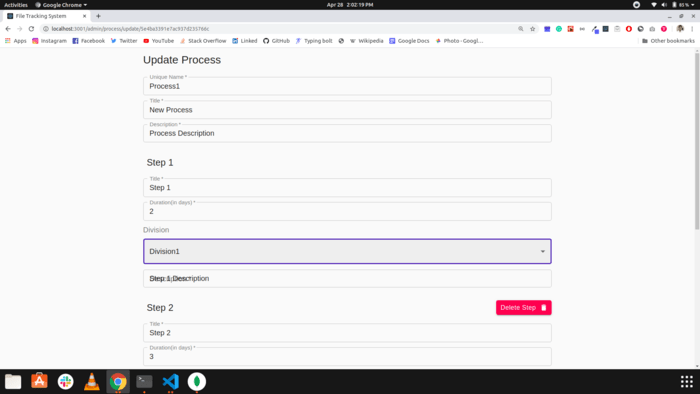 Activities Google Chrome Apr 28 2:02:19 PM 83 %
File Tracking System
localhost:3001/admin/process/update/5e4ba3391e7ac937d235766c
Apps Instagram Facebook Twitter YouTube Stack Overflow Linked GitHub Typing bolt Wikipedia Google Docs Photo - Googl... Other bookmarks
Update Process
Unique Name *
Process1
Title *
New Process
Description *
Process Description
Step 1
Title *
Step 1
Duration(in days) *
2
Division
Division1
Step 1 Description
Step 2
Delete Step
Title *
Step 2
Duration(in days) *
3